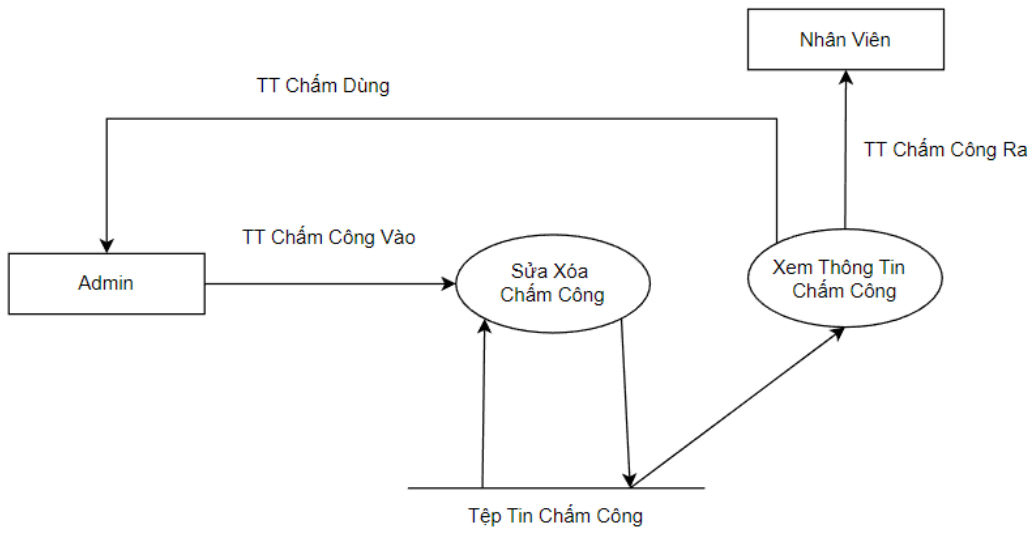 Nhân Viên
TT Chấm Dùng
TT Chấm Công Ra
TT Chấm Công Vào
Admin
Sửa Xóa
Chấm Công
Xem Thông Tin
Chấm Công
Tệp Tin Chấm Công